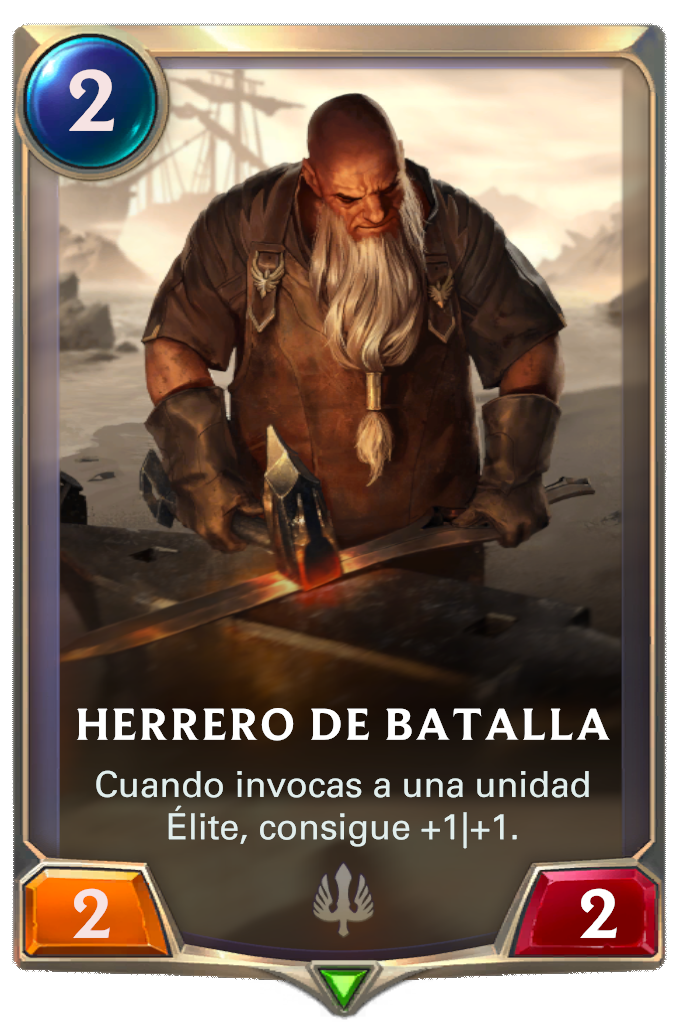 2
HERRERO DE BATALLA
Cuando invocas a una unidad
Élite, consigue +1|+1.
2
2